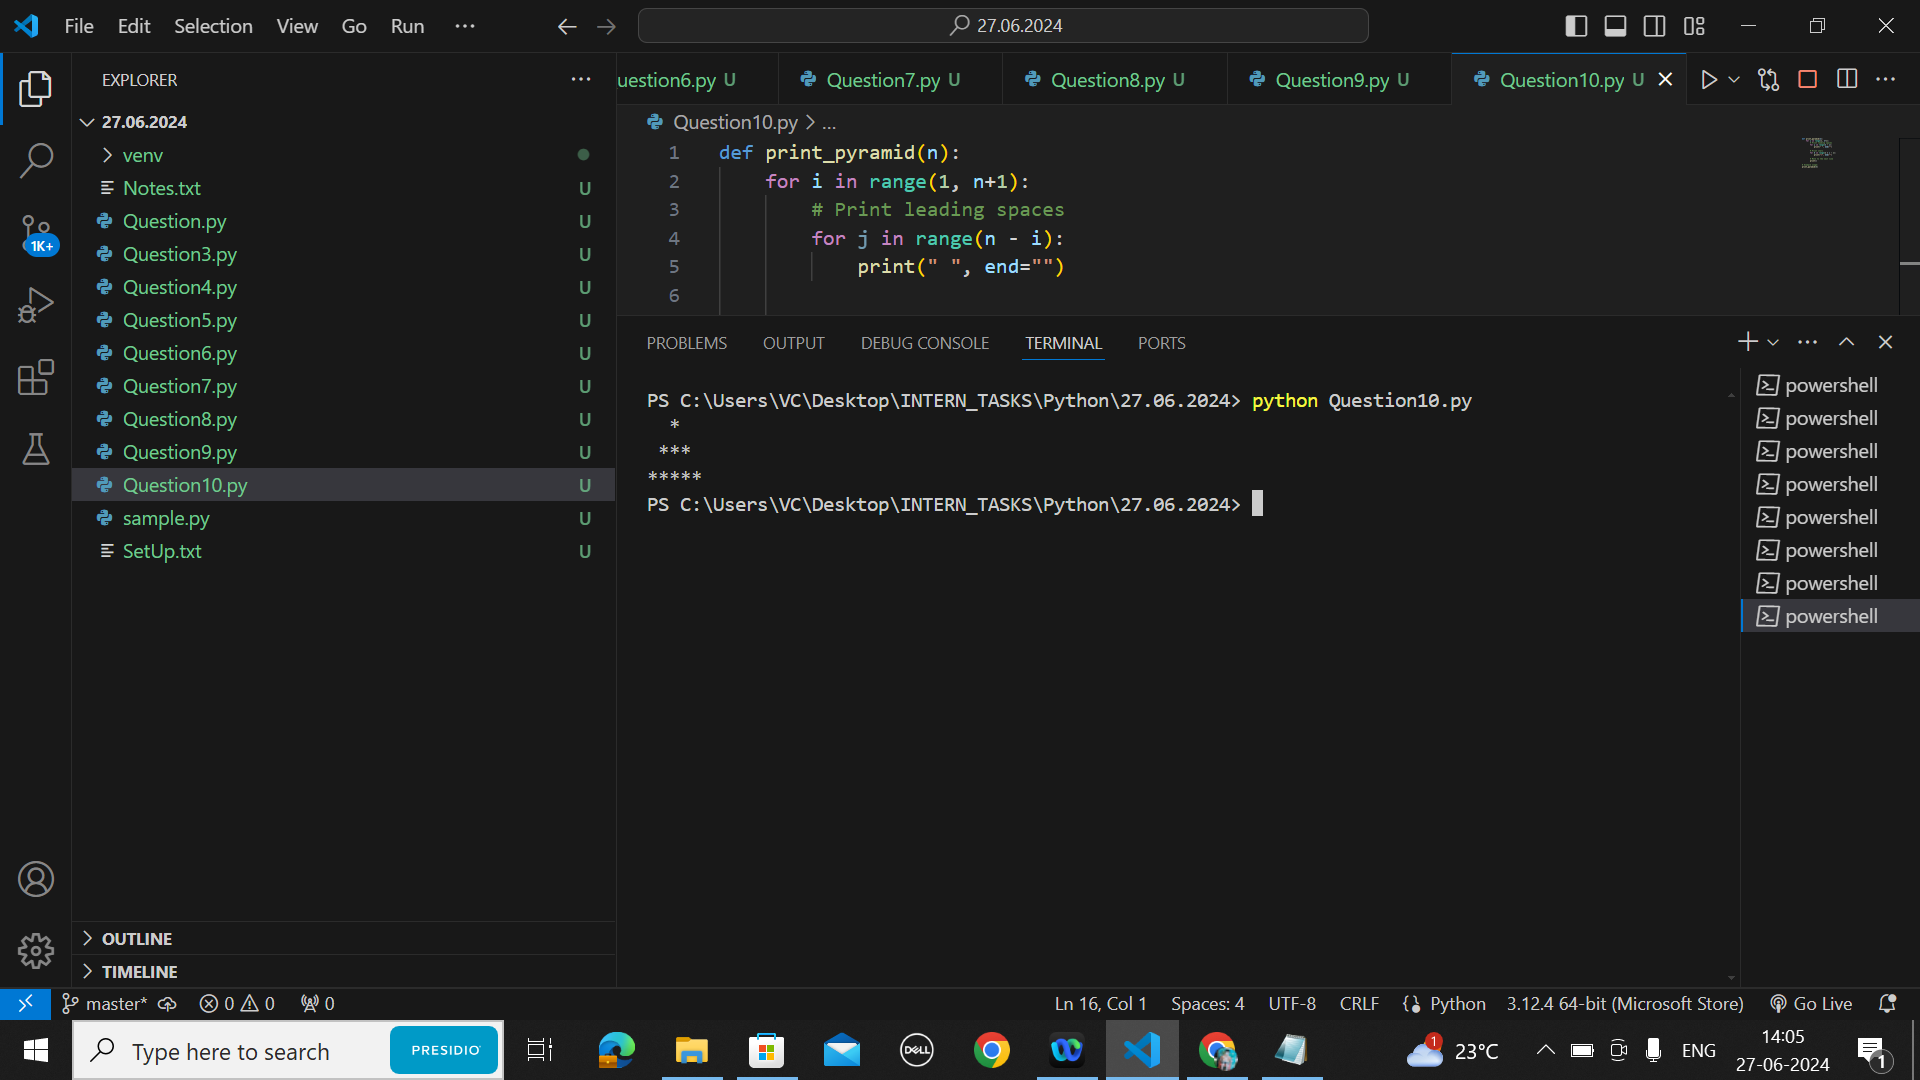 File Edit Selection View Go Run ...
27.06.2024
EXPLORER
27.06.2024
venv
Notes.txt U
Question.py U
Question3.py U
Question4.py U
Question5.py U
Question6.py U
Question7.py U
Question8.py U
Question9.py U
Question10.py U
sample.py U
SetUp.txt U
OUTLINE
TIMELINE
1K+
uestion6.py U Question7.py U Question8.py U Question9.py U Question10.py U
Question10.py > ...
1 def print_pyramid(n):
2 for i in range(1, n+1):
3 # Print leading spaces
4 for j in range(n - i):
5 print(" ", end="")
6
PROBLEMS OUTPUT DEBUG CONSOLE TERMINAL PORTS
PS C:\Users\VC\Desktop\INTERN_TASKS\Python\27.06.2024> python Question10.py
*
***
*****
PS C:\Users\VC\Desktop\INTERN_TASKS\Python\27.06.2024>
powershell
powershell
powershell
powershell
powershell
powershell
powershell
powershell
master* 0 0 0 Ln 16, Col 1 Spaces: 4 UTF-8 CRLF Python 3.12.4 64-bit (Microsoft Store) Go Live
Type here to search PRESIDIO DELL 1 23°C ENG 14:05
27-06-2024 1